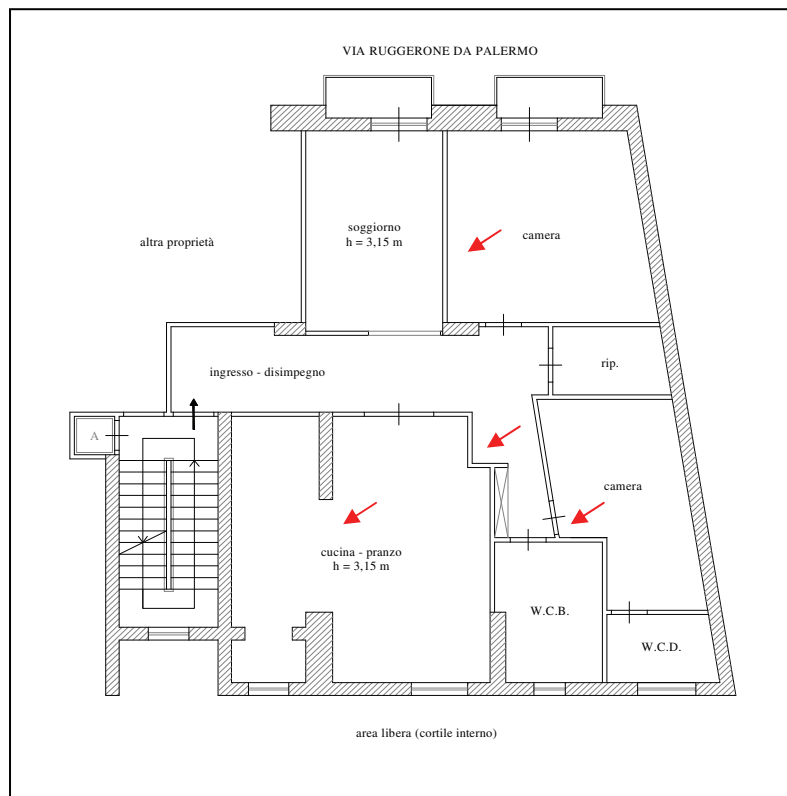 VIA RUGGERONE DA PALERMO
soggiorno
h = 3,15 m
camera
altra proprietà
ingresso - disimpegno
rip.
A
camera
cucina - pranzo
h = 3,15 m
W.C.B.
W.C.D.
area libera (cortile interno)